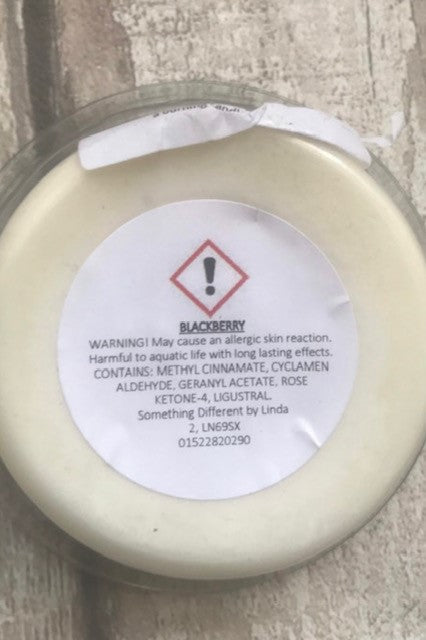 BLACKBERRY
WARNING! May cause an allergic skin reaction.
Harmful to aquatic life with long lasting effects.
CONTAINS: METHYL CINNAMATE, CYCLAMEN
ALDEHYDE, GERANYL ACETATE, ROSE
KETONE-4, LIGUSTRAL.
Something Different by Linda
2, LN69SX
01522820290